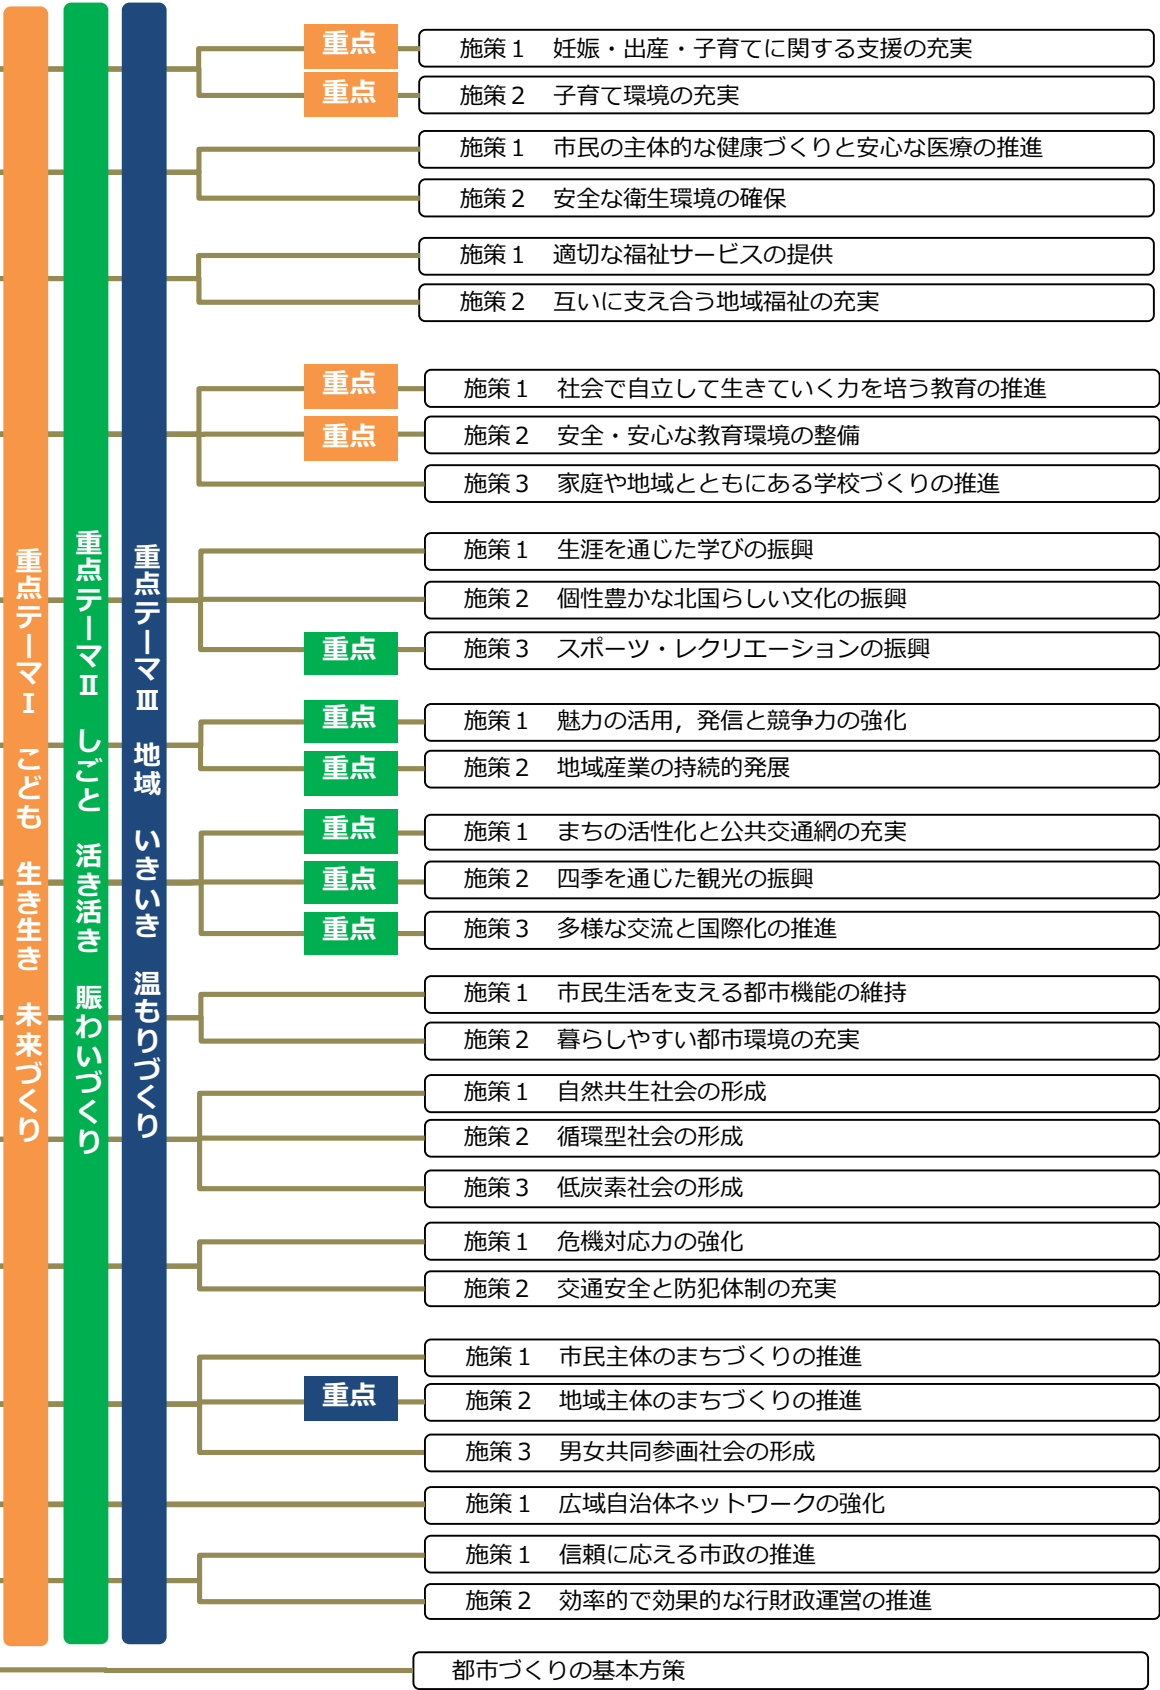 重点テーマⅠ　こども　生き生き　未来づくり
重点テーマⅡ　しごと　活き活き　賑わいづくり
重点テーマⅢ　地域　いきいき　温もりづくり
重点　施策１　妊娠・出産・子育てに関する支援の充実
重点　施策２　子育て環境の充実
施策１　市民の主体的な健康づくりと安心な医療の推進
施策２　安全な衛生環境の確保
施策１　適切な福祉サービスの提供
施策２　互いに支え合う地域福祉の充実
重点　施策１　社会で自立して生きていく力を培う教育の推進
重点　施策２　安全・安心な教育環境の整備
施策３　家庭や地域とともにある学校づくりの推進
施策１　生涯を通じた学びの振興
施策２　個性豊かな北国らしい文化の振興
重点　施策３　スポーツ・レクリエーションの振興
重点　施策１　魅力の活用，発信と競争力の強化
重点　施策２　地域産業の持続的発展
重点　施策１　まちの活性化と公共交通網の充実
重点　施策２　四季を通じた観光の振興
重点　施策３　多様な交流と国際化の推進
施策１　市民生活を支える都市機能の維持
施策２　暮らしやすい都市環境の充実
施策１　自然共生社会の形成
施策２　循環型社会の形成
施策３　低炭素社会の形成
施策１　危機対応力の強化
施策２　交通安全と防犯体制の充実
施策１　市民主体のまちづくりの推進
重点　施策２　地域主体のまちづくりの推進
施策３　男女共同参画社会の形成
施策１　広域自治体ネットワークの強化
施策１　信頼に応える市政の推進
施策２　効率的で効果的な行財政運営の推進
都市づくりの基本方策